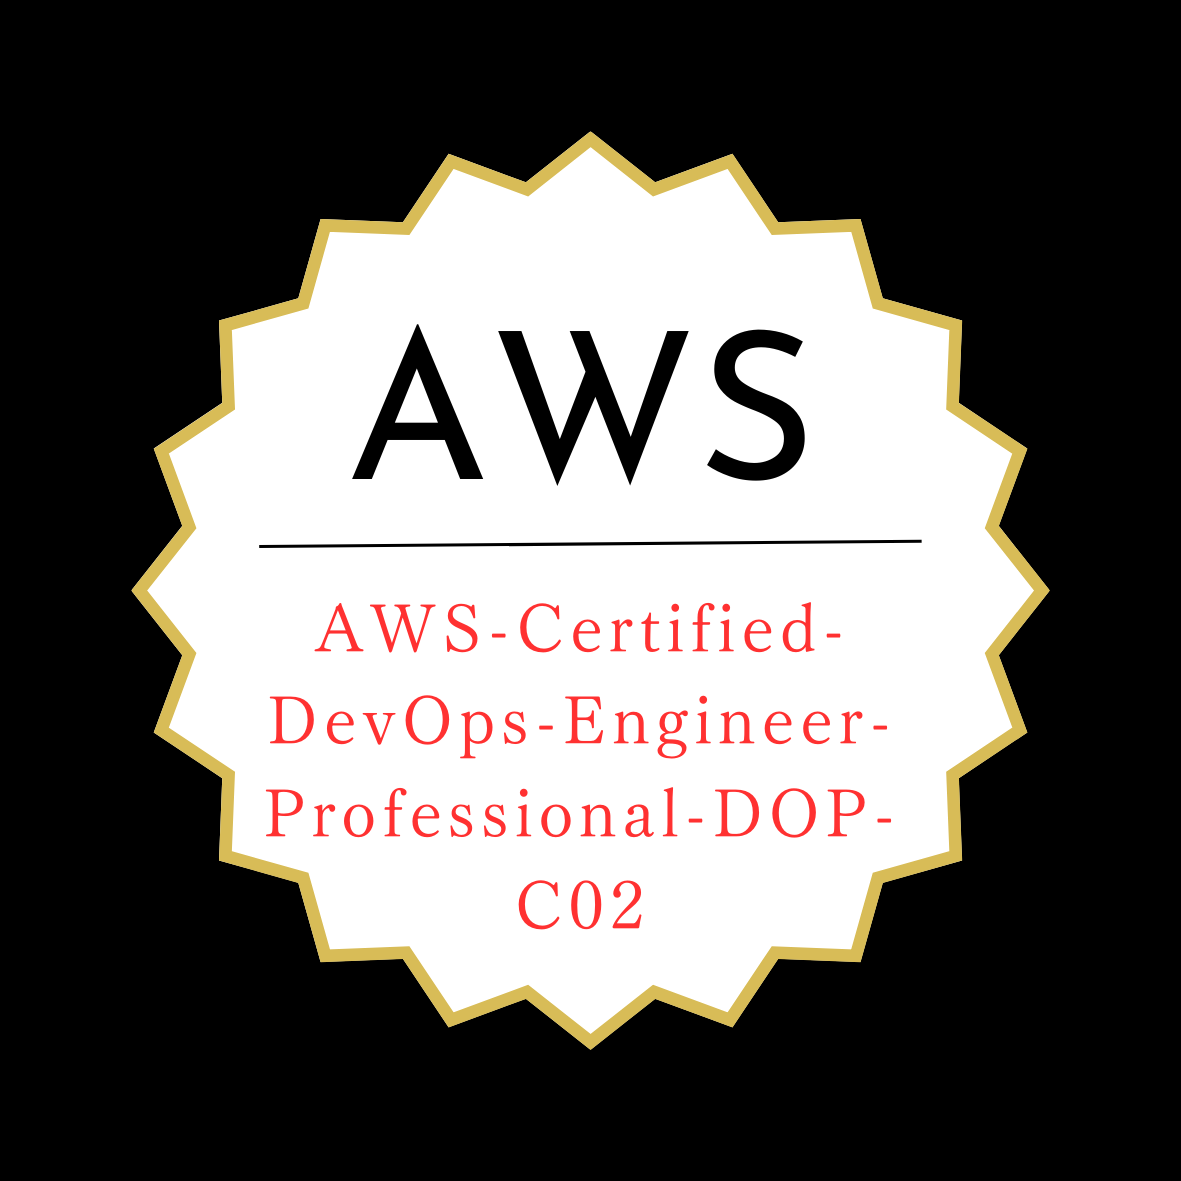 AWS
AWS-Certified-
DevOps-Engineer-
Professional-DOP-
C02